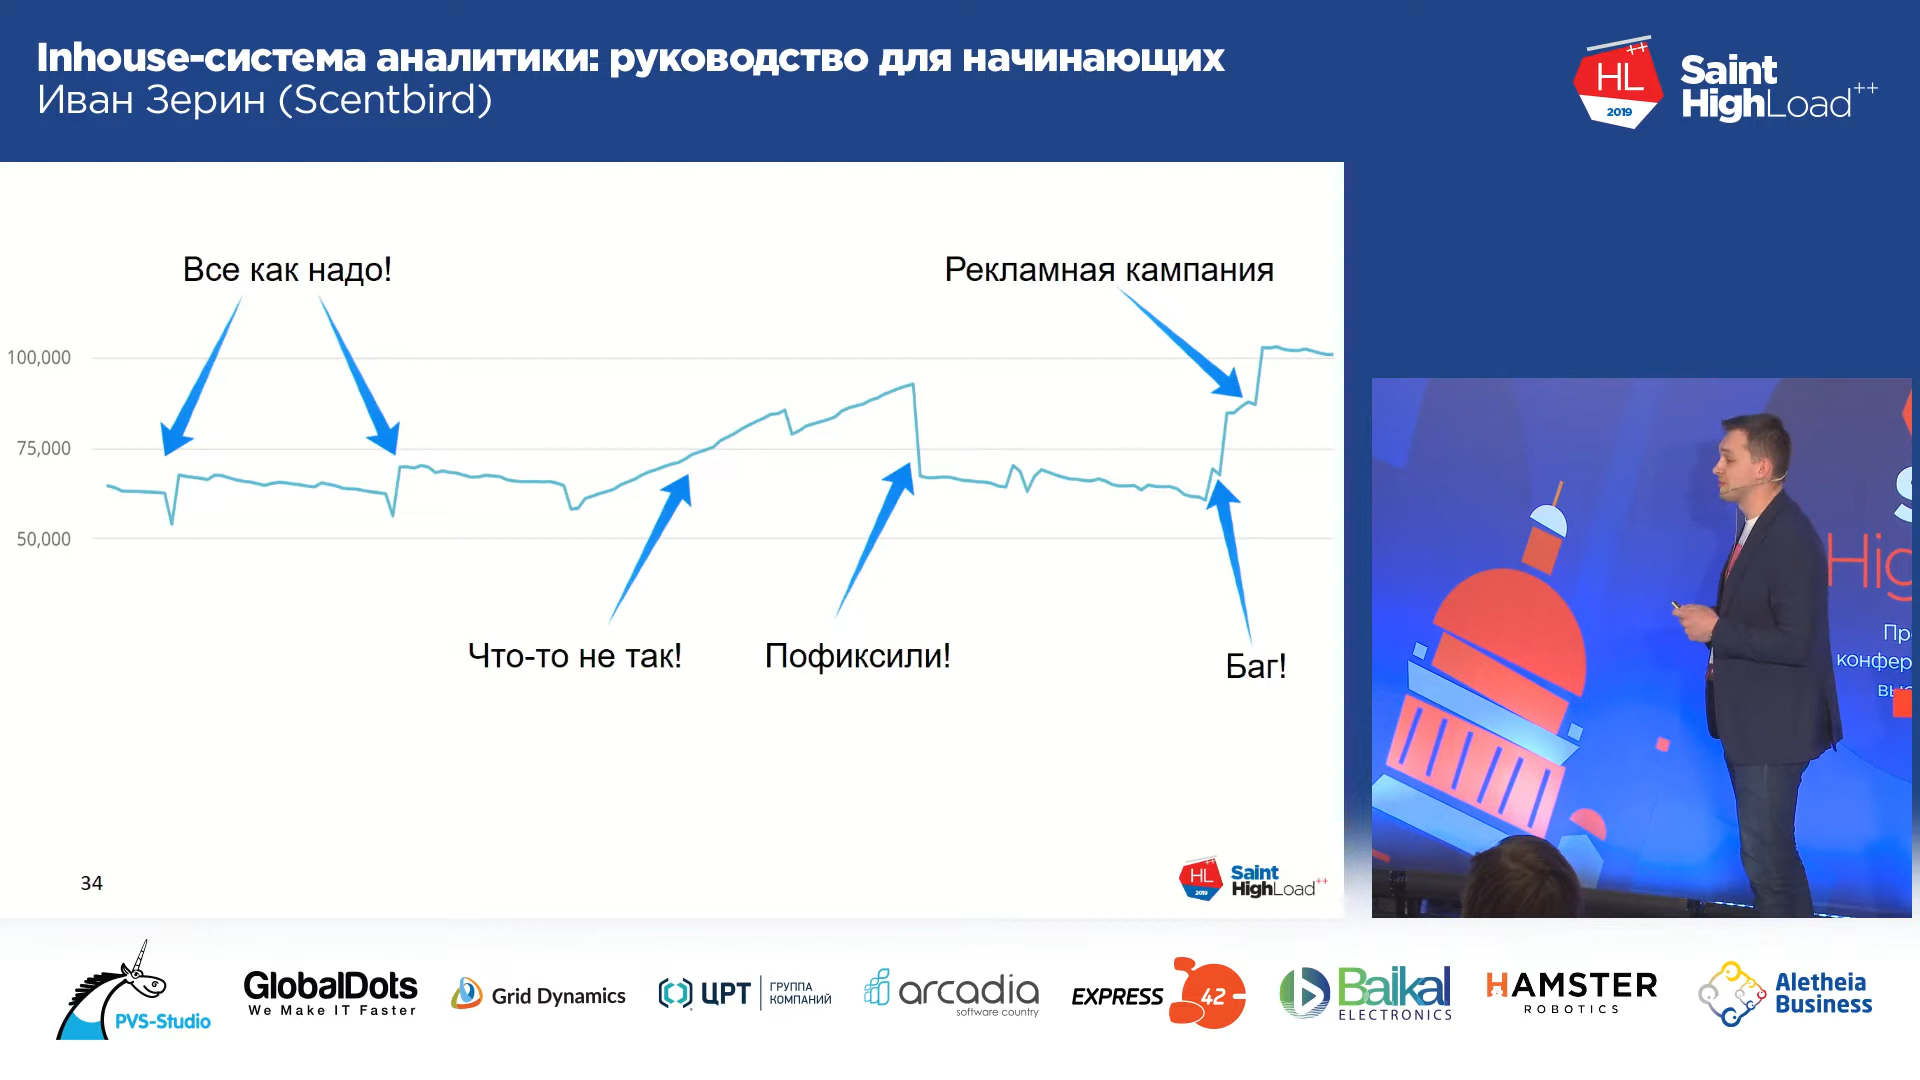 Inhouse-система аналитики: руководство для начинающих
Иван Зерин (Scentbird)
HL++
2019
Saint
HighLoad++
Все как надо!
Рекламная кампания
100,000
75,000
50,000
Что-то не так!
Пофиксили!
Баг!
34
HL++
2019
Saint
HighLoad++
PVS-Studio
GlobalDots
We Make IT Faster
Grid Dynamics
ЦРТ
ГРУППА
КОМПАНИЙ
arcadia
software country
EXPRESS 42
Baikal
ELECTRONICS
HAMSTER
ROBOTICS
Aletheia
Business